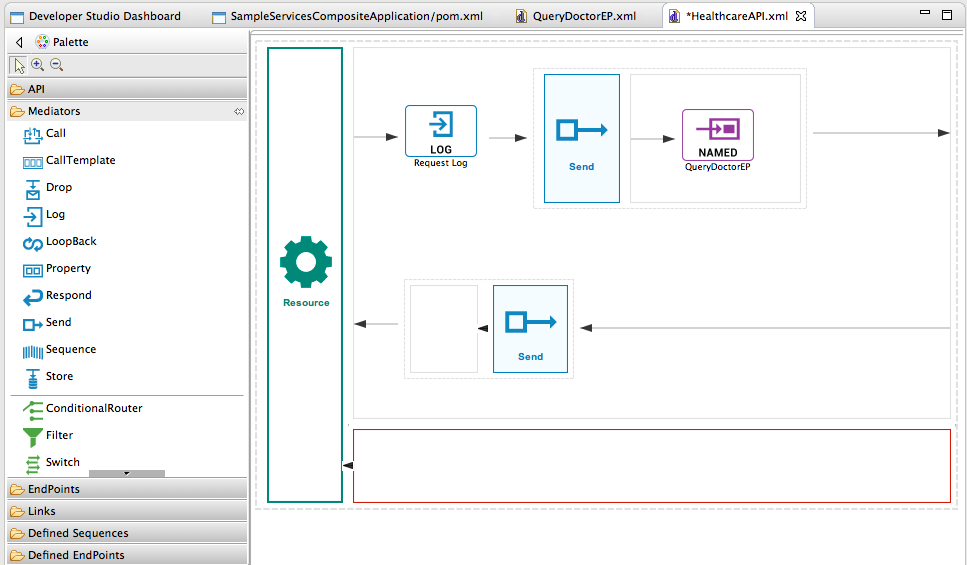 Developer Studio Dashboard
SampleServicesCompositeApplication/pom.xml
QueryDoctorEP.xml
*HealthcareAPI.xml
Palette
API
Mediators
Call
CallTemplate
Drop
Log
LoopBack
Property
Respond
Send
Sequence
Store
ConditionalRouter
Filter
Switch
EndPoints
Links
Defined Sequences
Defined EndPoints
Resource
LOG
Request Log
Send
NAMED
QueryDoctorEP
Send